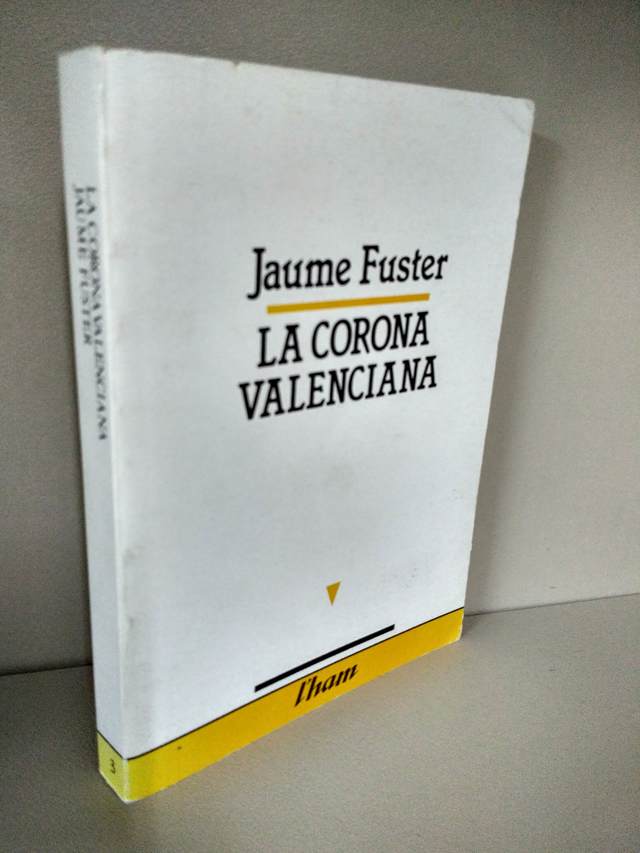 Jaume Fuster
LA CORONA
VALENCIANA
l'ham
LA CORONA VALENCIANA
JAUME FUSTER
3